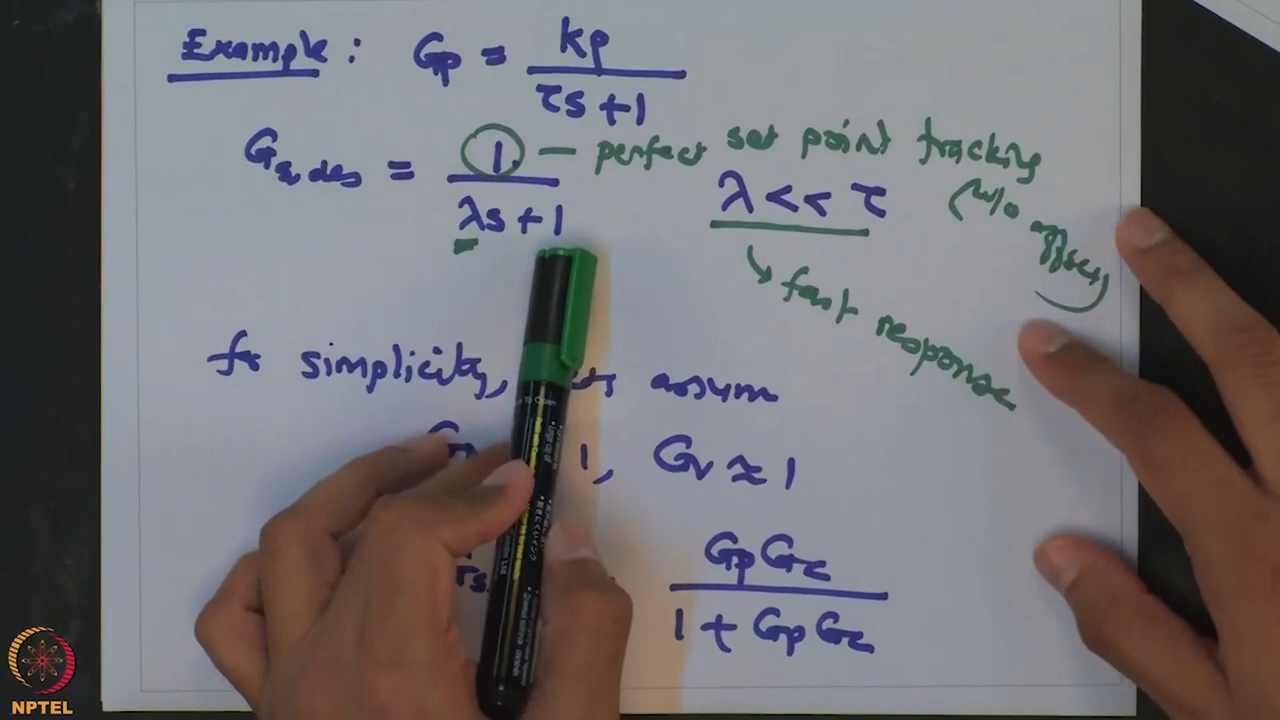 Example : Gp = kp / τs + 1
G des = 1 / λs + 1
— perfect set point tracking
(w/o offset)
λ << τ
↳ fast response
for simplicity, assum
1, Gv ≈ 1
GpGc / 1 + GpGc
NPTEL